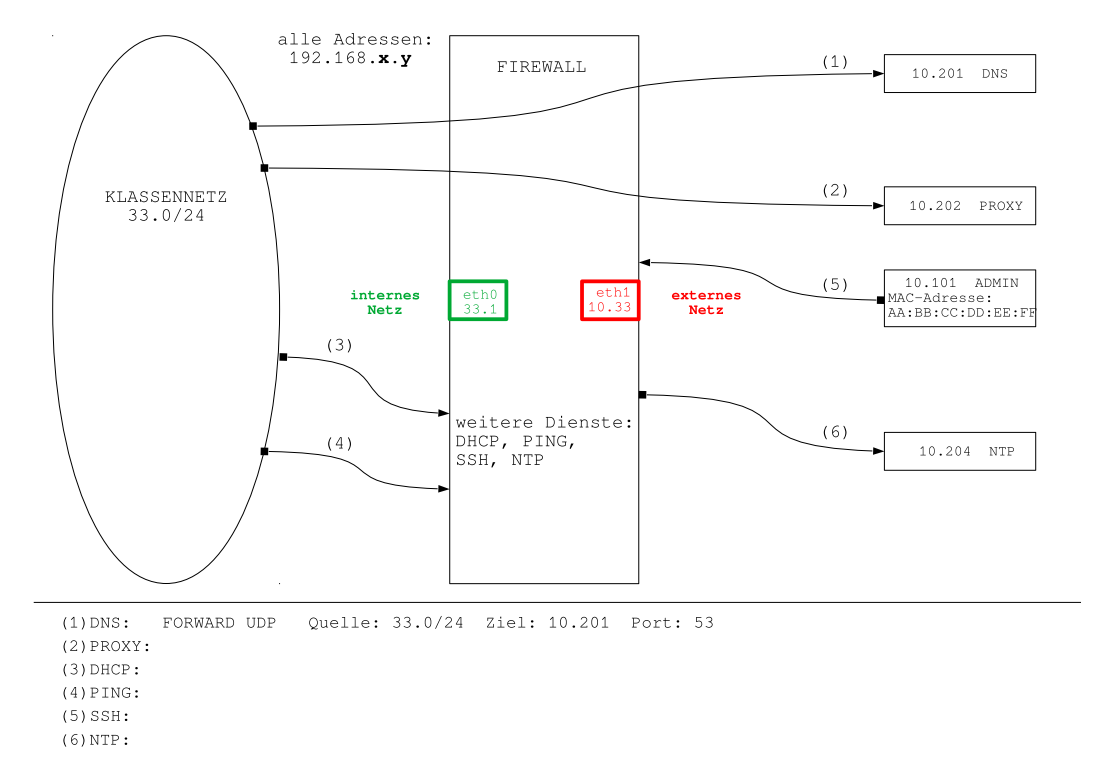 alle Adressen:
192.168.x.y
FIREWALL
(1)
10.201 DNS
KLASSENNETZ
33.0/24
(2)
10.202 PROXY
internes
Netz
eth0
33.1
eth1
10.33
externes
Netz
(5)
10.101 ADMIN
MAC-Adresse:
AA:BB:CC:DD:EE:FF
(3)
weitere Dienste:
DHCP, PING,
SSH, NTP
(4)
(6)
10.204 NTP
(1)DNS: FORWARD UDP Quelle: 33.0/24 Ziel: 10.201 Port: 53
(2)PROXY:
(3)DHCP:
(4)PING:
(5)SSH:
(6)NTP: